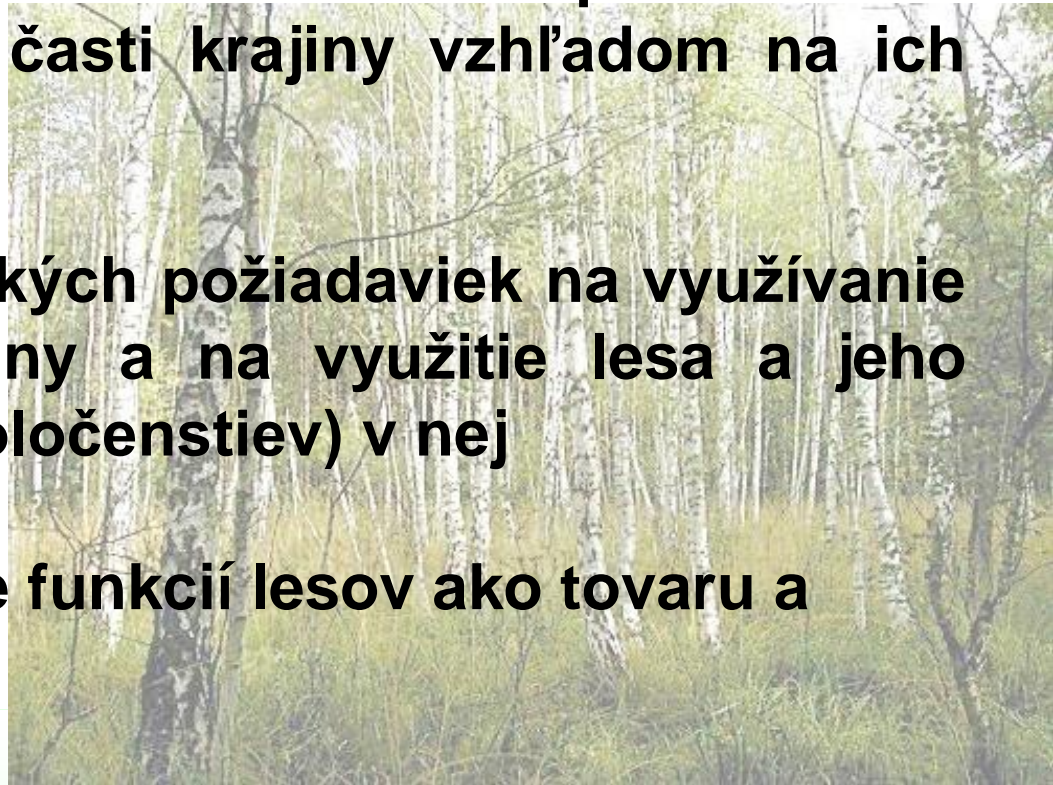 časti krajiny vzhľadom na ich
kých požiadaviek na využívanie
ny a na využitie lesa a jeho
oločenstiev) v nej
funkcií lesov ako tovaru a